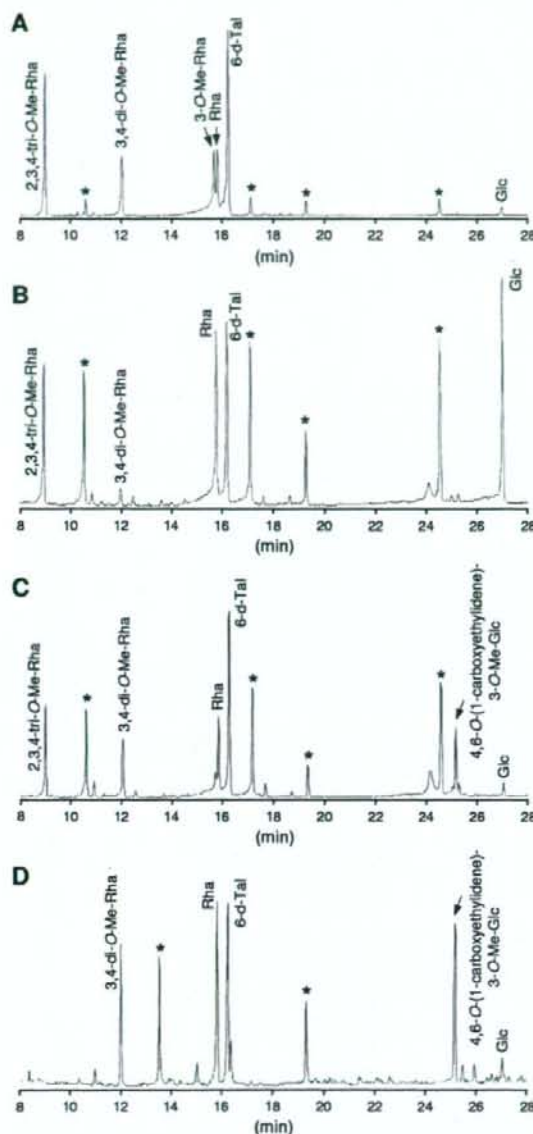 A
2,3,4-tri-O-Me-Rha
*
3,4-di-O-Me-Rha
3-O-Me-Rha
Rha
6-d-Tal
*
*
*
Glc
8 10 12 14 16 18 20 22 24 26 28
(min)
B
2,3,4-tri-O-Me-Rha
*
3,4-di-O-Me-Rha
Rha
6-d-Tal
*
*
*
Glc
8 10 12 14 16 18 20 22 24 26 28
(min)
C
2,3,4-tri-O-Me-Rha
*
3,4-di-O-Me-Rha
Rha
6-d-Tal
*
*
*
4,6-O-(1-carboxyethylidene)-
3-O-Me-Glc
Glc
8 10 12 14 16 18 20 22 24 26 28
(min)
D
3,4-di-O-Me-Rha
*
Rha
6-d-Tal
*
4,6-O-(1-carboxyethylidene)-
3-O-Me-Glc
Glc
8 10 12 14 16 18 20 22 24 26 28
(min)